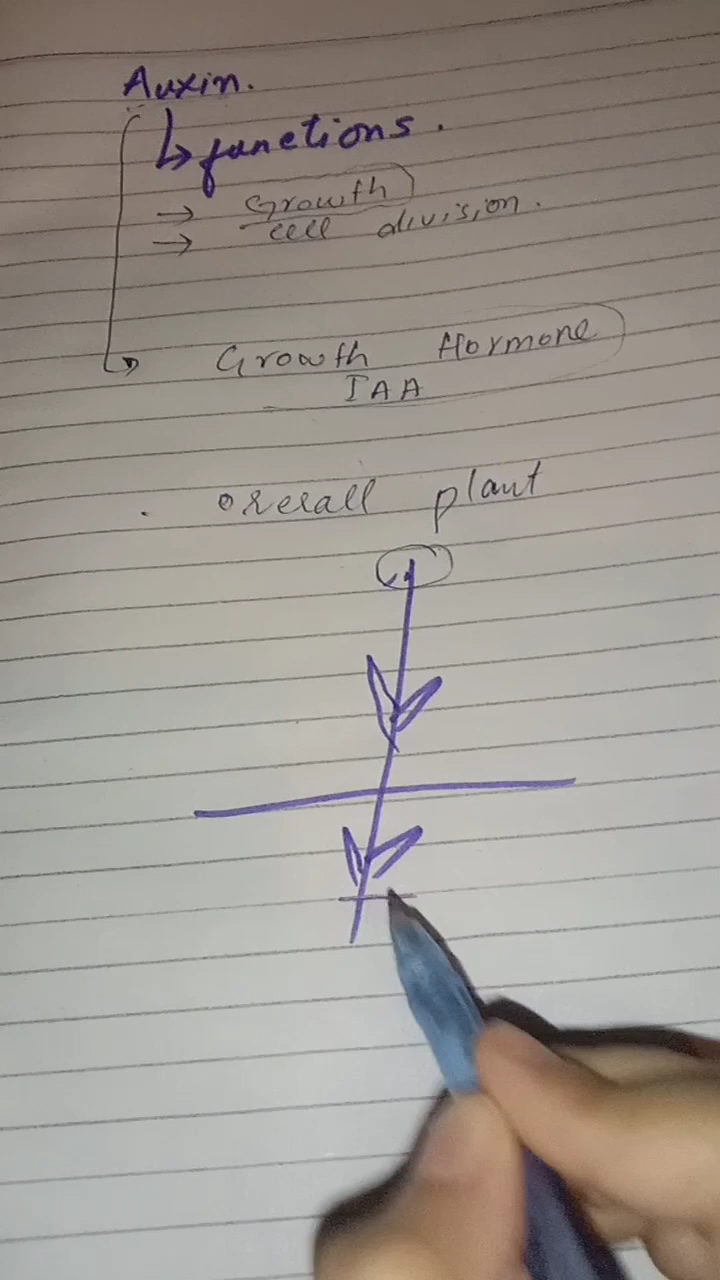 Auxin.
↳ functions.
→ Growth
→ cell division.
Growth Hormone
IAA
. overall plant